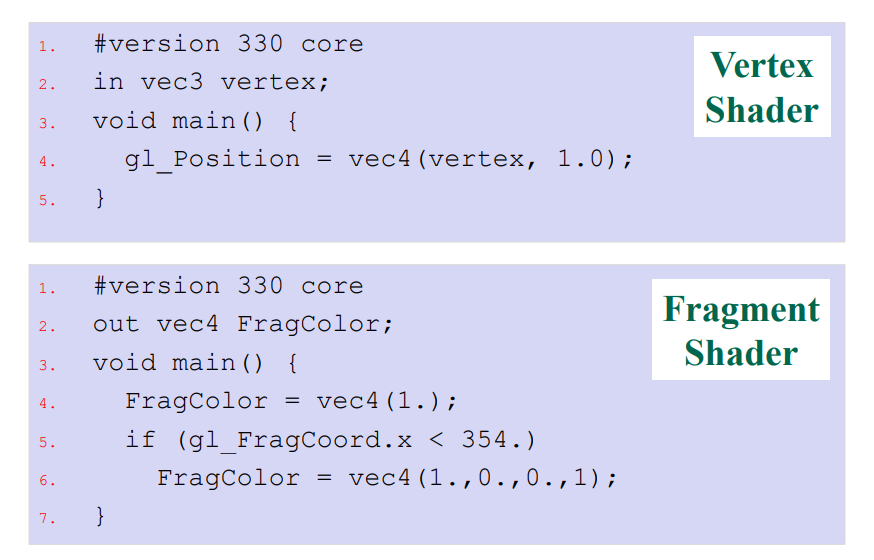 1. #version 330 core
2. in vec3 vertex;
3. void main() {
4. gl_Position = vec4(vertex, 1.0);
5. }
Vertex
Shader
1. #version 330 core
2. out vec4 FragColor;
3. void main() {
4. FragColor = vec4(1.);
5. if (gl_FragCoord.x < 354.)
6. FragColor = vec4(1.,0.,0.,1);
7. }
Fragment
Shader